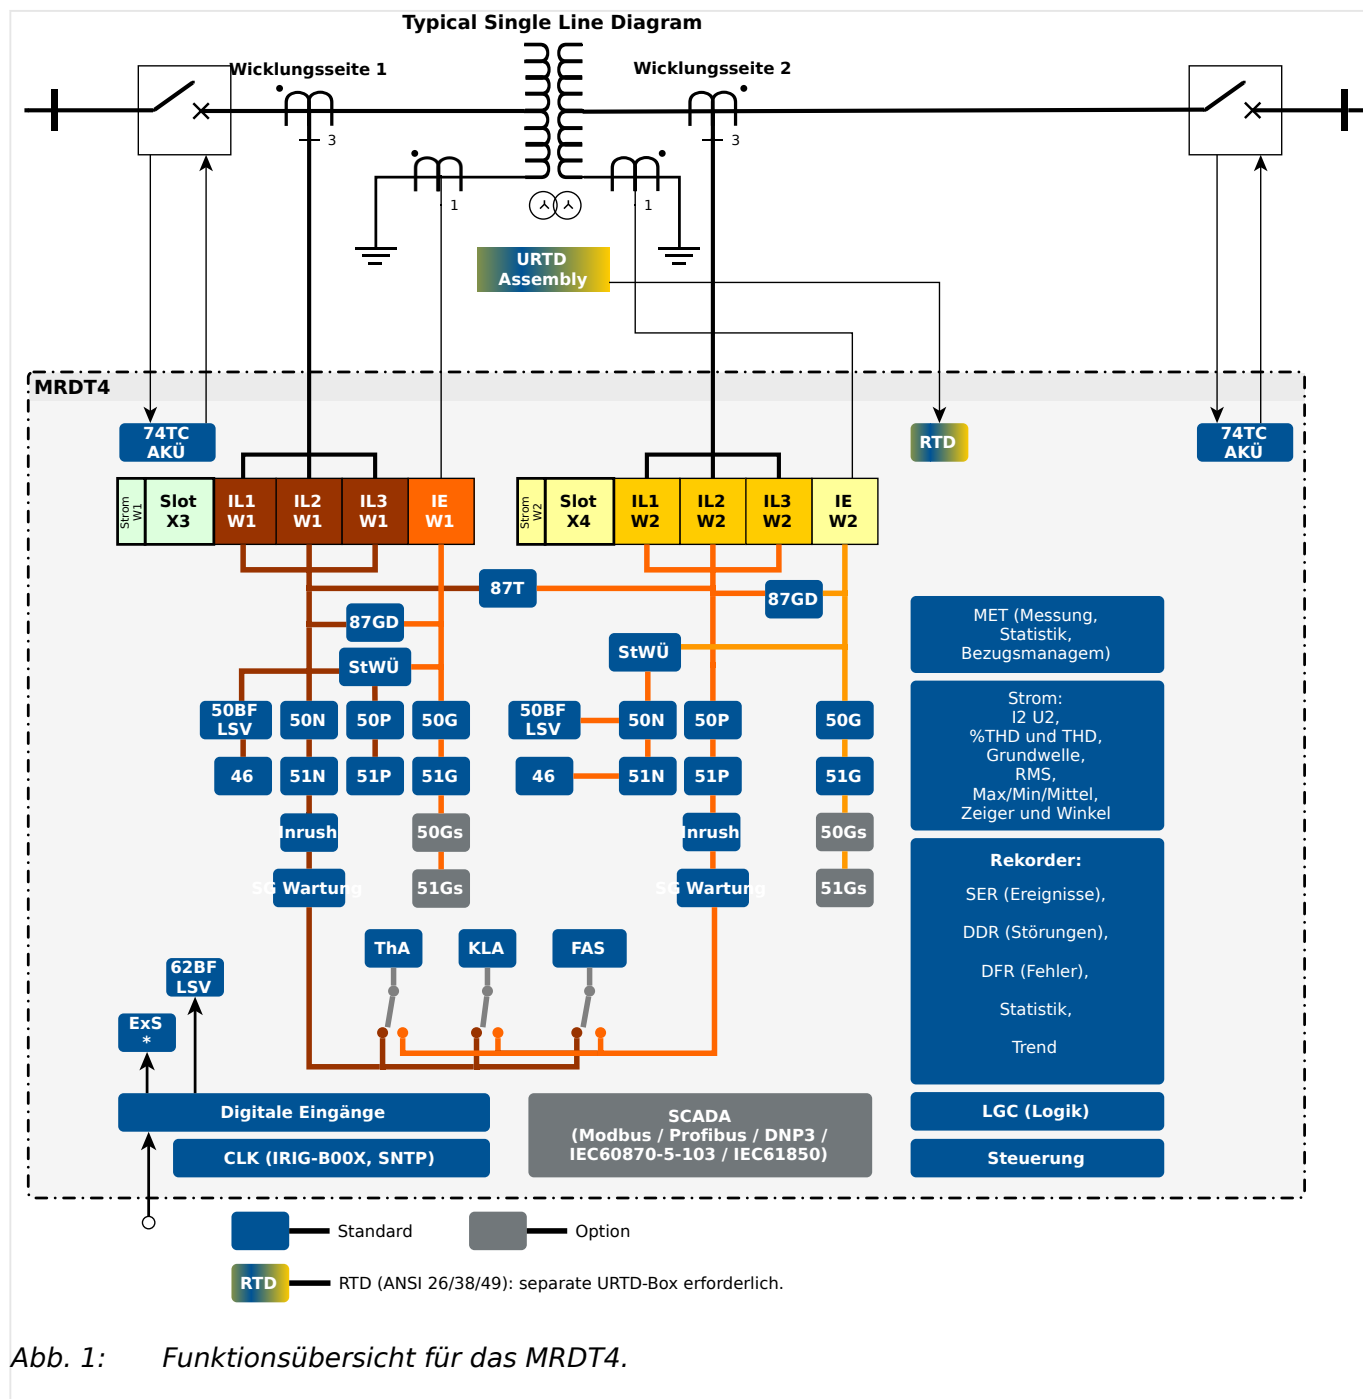 Typical Single Line Diagram
Wicklungsseite 1
Wicklungsseite 2
3
3
1
1
URTD
Assembly
MRDT4
74TC
AKÜ
RTD
74TC
AKÜ
Strom
W1
Slot
X3
IL1
W1
IL2
W1
IL3
W1
IE
W1
Strom
W2
Slot
X4
IL1
W2
IL2
W2
IL3
W2
IE
W2
87T
87GD
87GD
StWÜ
StWÜ
50BF
LSV
50N
50P
50G
50BF
LSV
50N
50P
50G
46
51N
51P
51G
46
51N
51P
51G
Inrush
50Gs
Inrush
50Gs
SG Wartung
51Gs
SG Wartung
51Gs
MET (Messung,
Statistik,
Bezugsmanagem)
Strom:
I2 U2,
%THD und THD,
Grundwelle,
RMS,
Max/Min/Mittel,
Zeiger und Winkel
Rekorder:
SER (Ereignisse),
DDR (Störungen),
DFR (Fehler),
Statistik,
Trend
ThA
KLA
FAS
62BF
LSV
ExS
*
Digitale Eingänge
CLK (IRIG-B00X, SNTP)
SCADA
(Modbus / Profibus / DNP3 /
IEC60870-5-103 / IEC61850)
LGC (Logik)
Steuerung
Standard
Option
RTD
RTD (ANSI 26/38/49): separate URTD-Box erforderlich.
Abb. 1: Funktionsübersicht für das MRDT4.